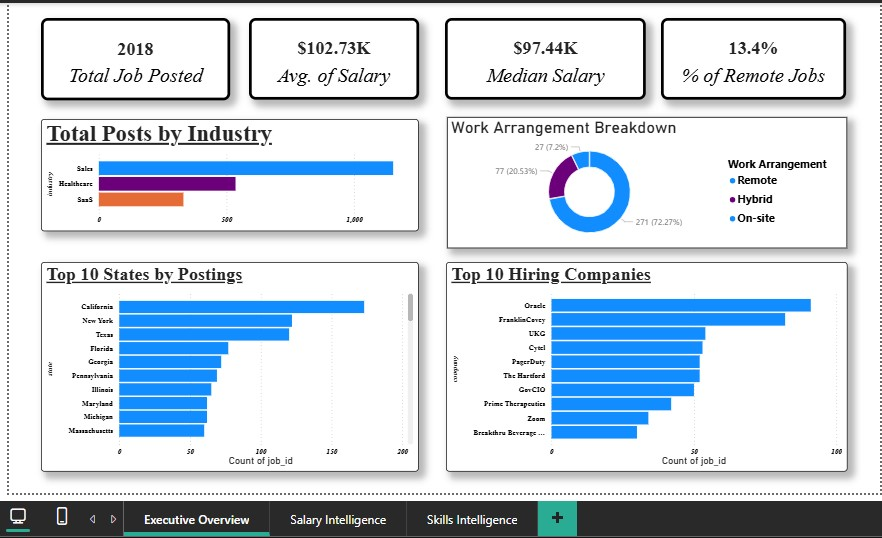 2018
Total Job Posted
$102.73K
Avg. of Salary
$97.44K
Median Salary
13.4%
% of Remote Jobs
Total Posts by Industry
industry
Sales
Healthcare
SaaS
0
500
1,000
Work Arrangement Breakdown
27 (7.2%)
77 (20.53%)
271 (72.27%)
Work Arrangement
Remote
Hybrid
On-site
Top 10 States by Postings
state
California
New York
Texas
Florida
Georgia
Pennsylvania
Illinois
Maryland
Michigan
Massachusetts
0
50
100
150
200
Count of job_id
Top 10 Hiring Companies
company
Oracle
FranklinCovey
UKG
Cytel
PagerDuty
The Hartford
GovCIO
Prime Therapeutics
Zoom
Breakthru Beverage ...
0
50
100
Count of job_id
Executive Overview
Salary Intelligence
Skills Intelligence
+